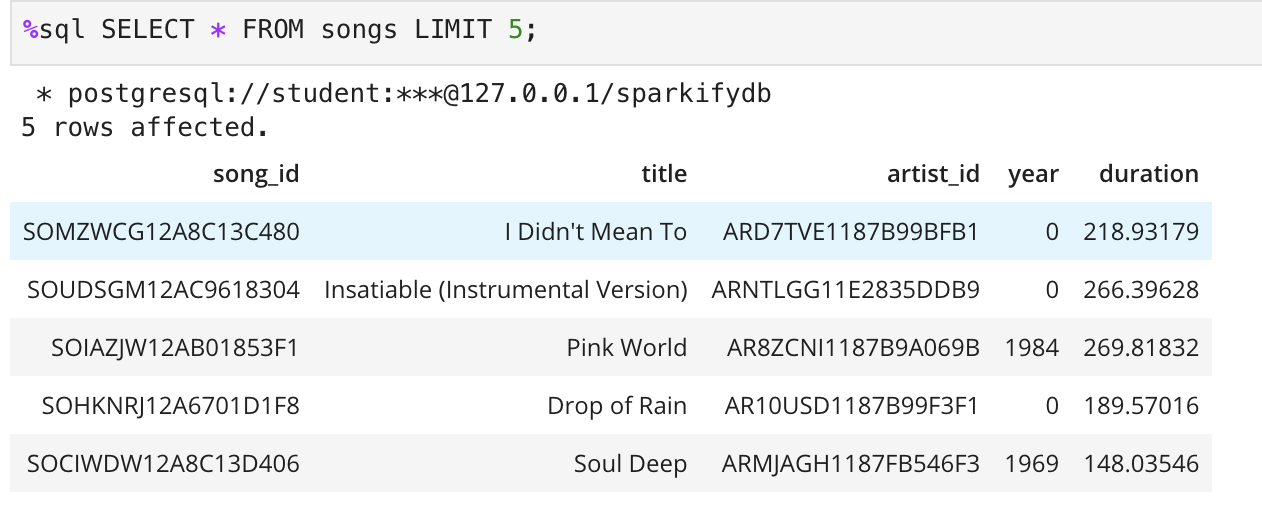 %sql SELECT * FROM songs LIMIT 5;
* postgresql://student:***@127.0.0.1/sparkifydb
5 rows affected.
song_id title artist_id year duration
SOMZWCG12A8C13C480 I Didn't Mean To ARD7TVE1187B99BFB1 0 218.93179
SOUDSGM12AC9618304 Insatiable (Instrumental Version) ARNTLGG11E2835DDB9 0 266.39628
SOIAZJW12AB01853F1 Pink World AR8ZCNI1187B9A069B 1984 269.81832
SOHKNRJ12A6701D1F8 Drop of Rain AR10USD1187B99F3F1 0 189.57016
SOCIWDW12A8C13D406 Soul Deep ARMJAGH1187FB546F3 1969 148.03546